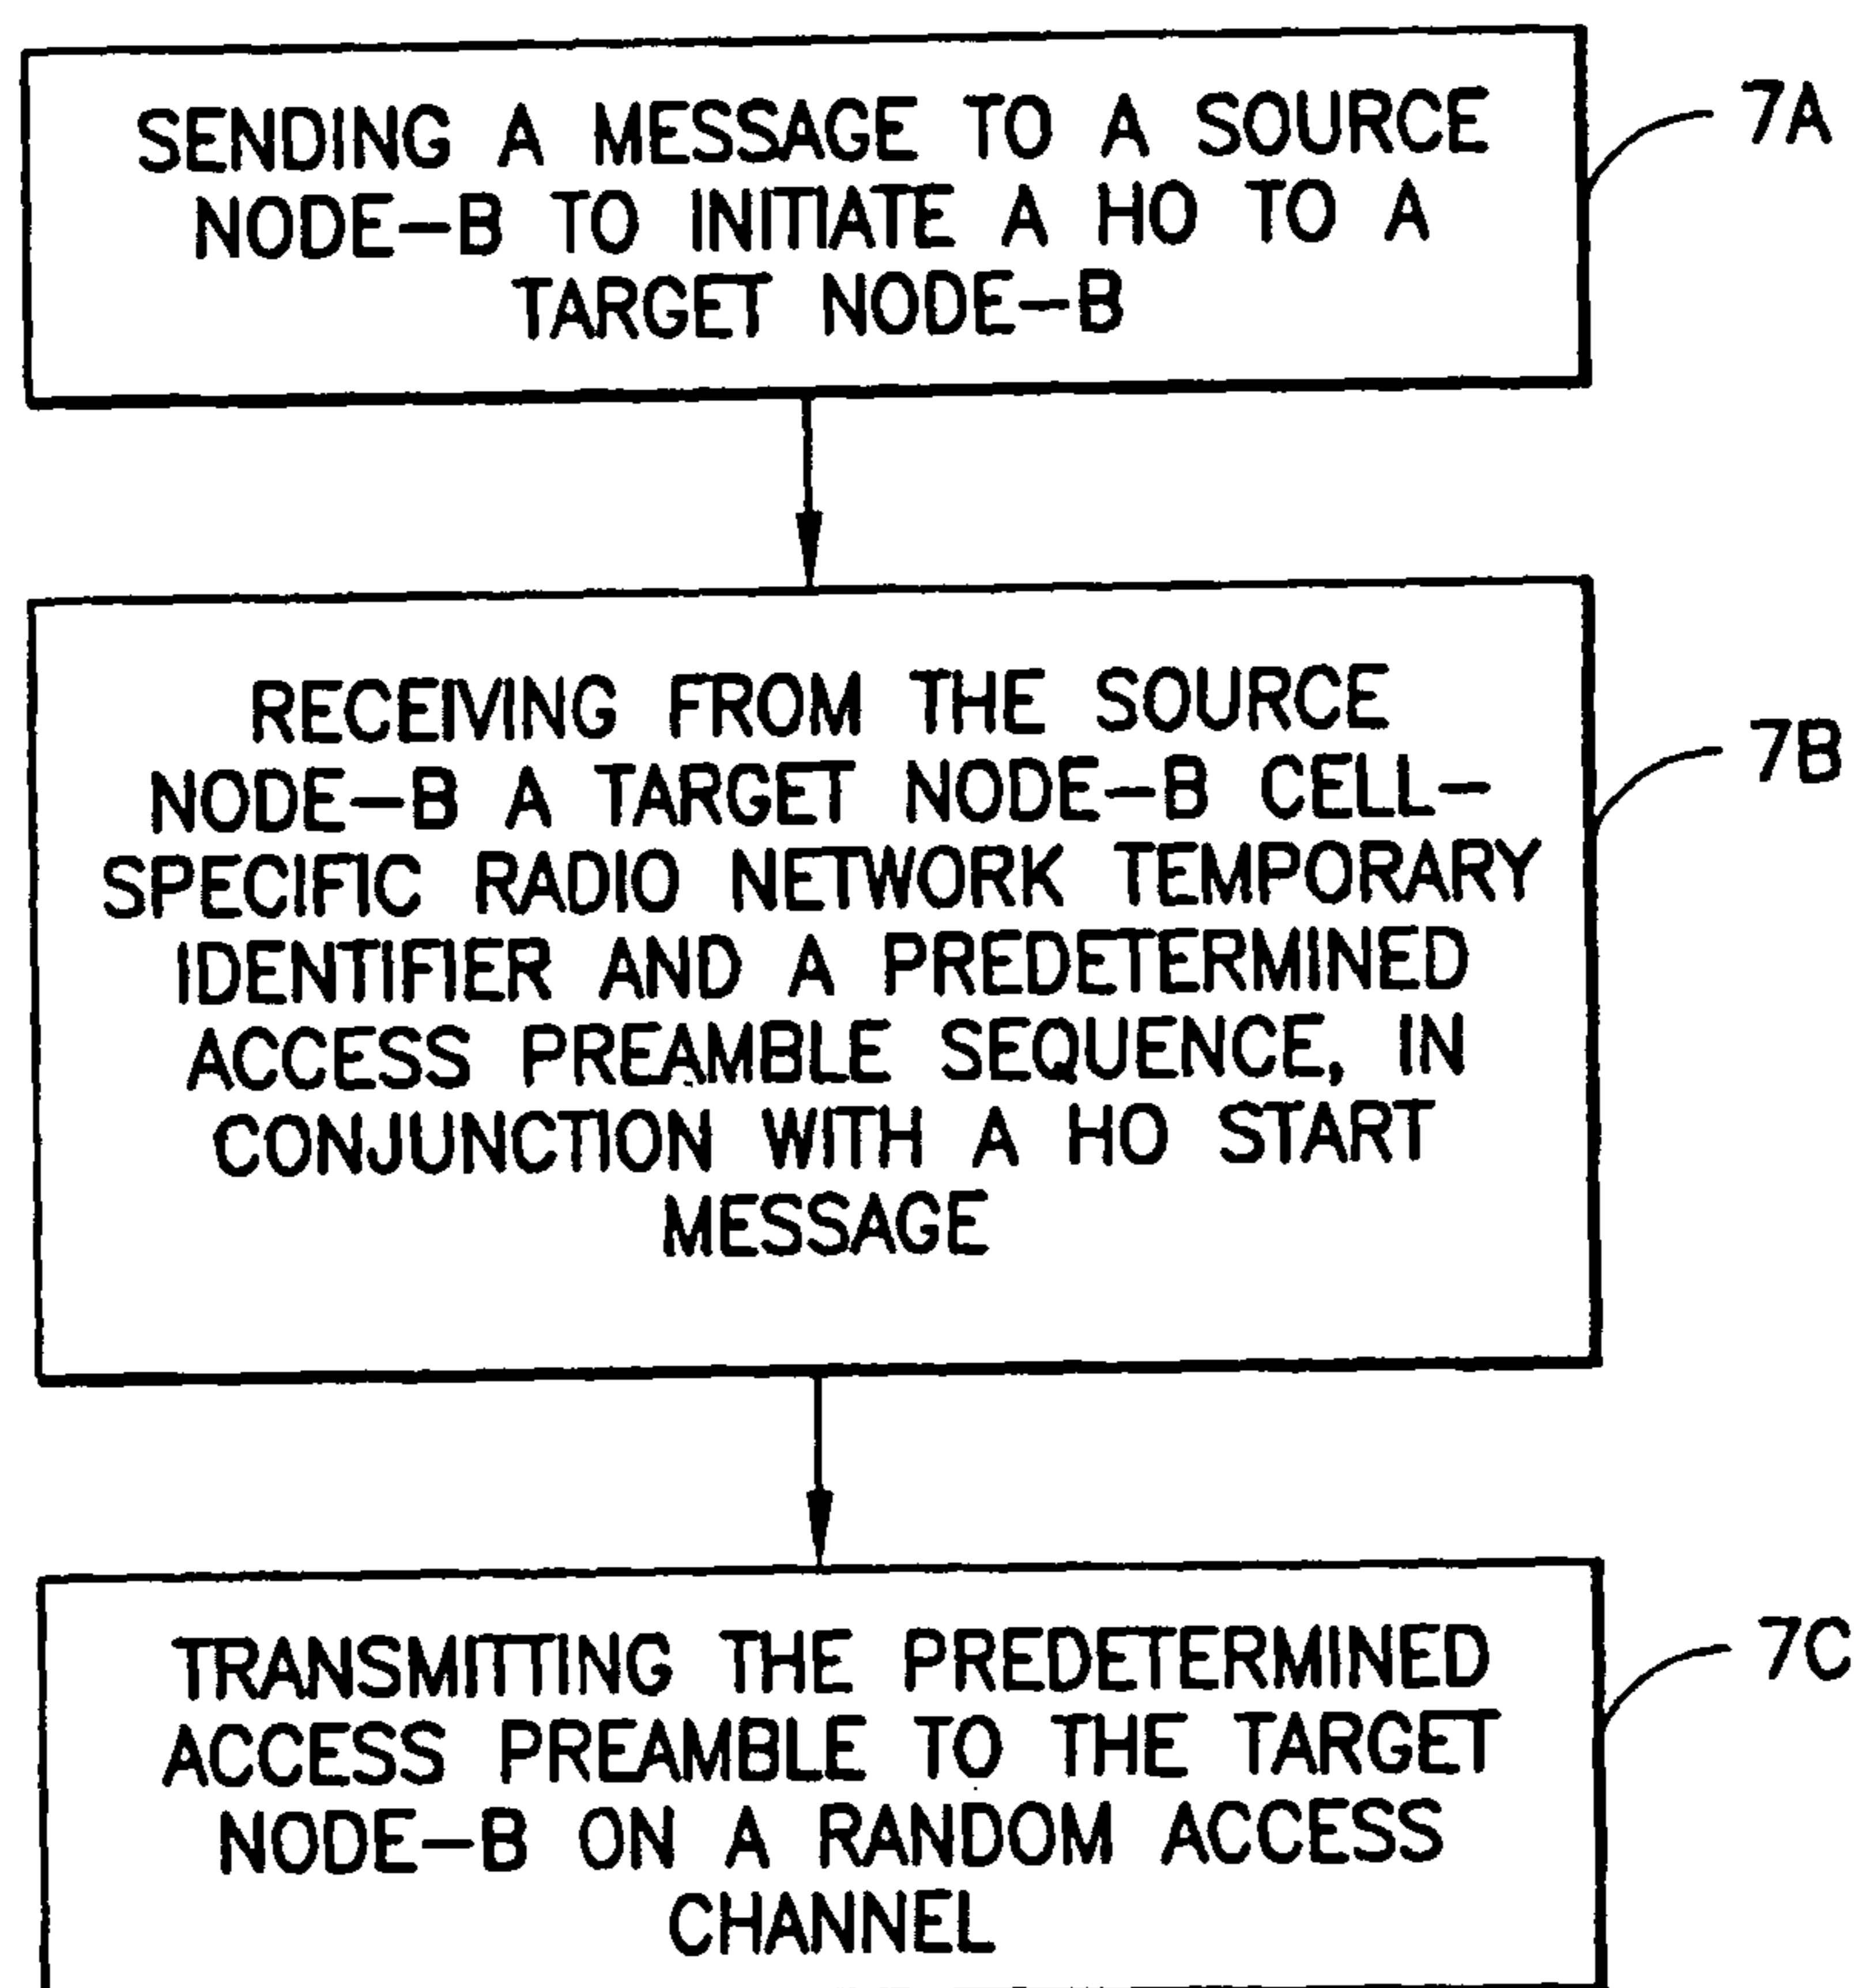 SENDING A MESSAGE TO A SOURCE
NODE-B TO INITIATE A HO TO A
TARGET NODE-B
7A
RECEIVING FROM THE SOURCE
NODE-B A TARGET NODE-B CELL-
SPECIFIC RADIO NETWORK TEMPORARY
IDENTIFIER AND A PREDETERMINED
ACCESS PREAMBLE SEQUENCE, IN
CONJUNCTION WITH A HO START
MESSAGE
7B
TRANSMITTING THE PREDETERMINED
ACCESS PREAMBLE TO THE TARGET
NODE-B ON A RANDOM ACCESS
CHANNEL
7C